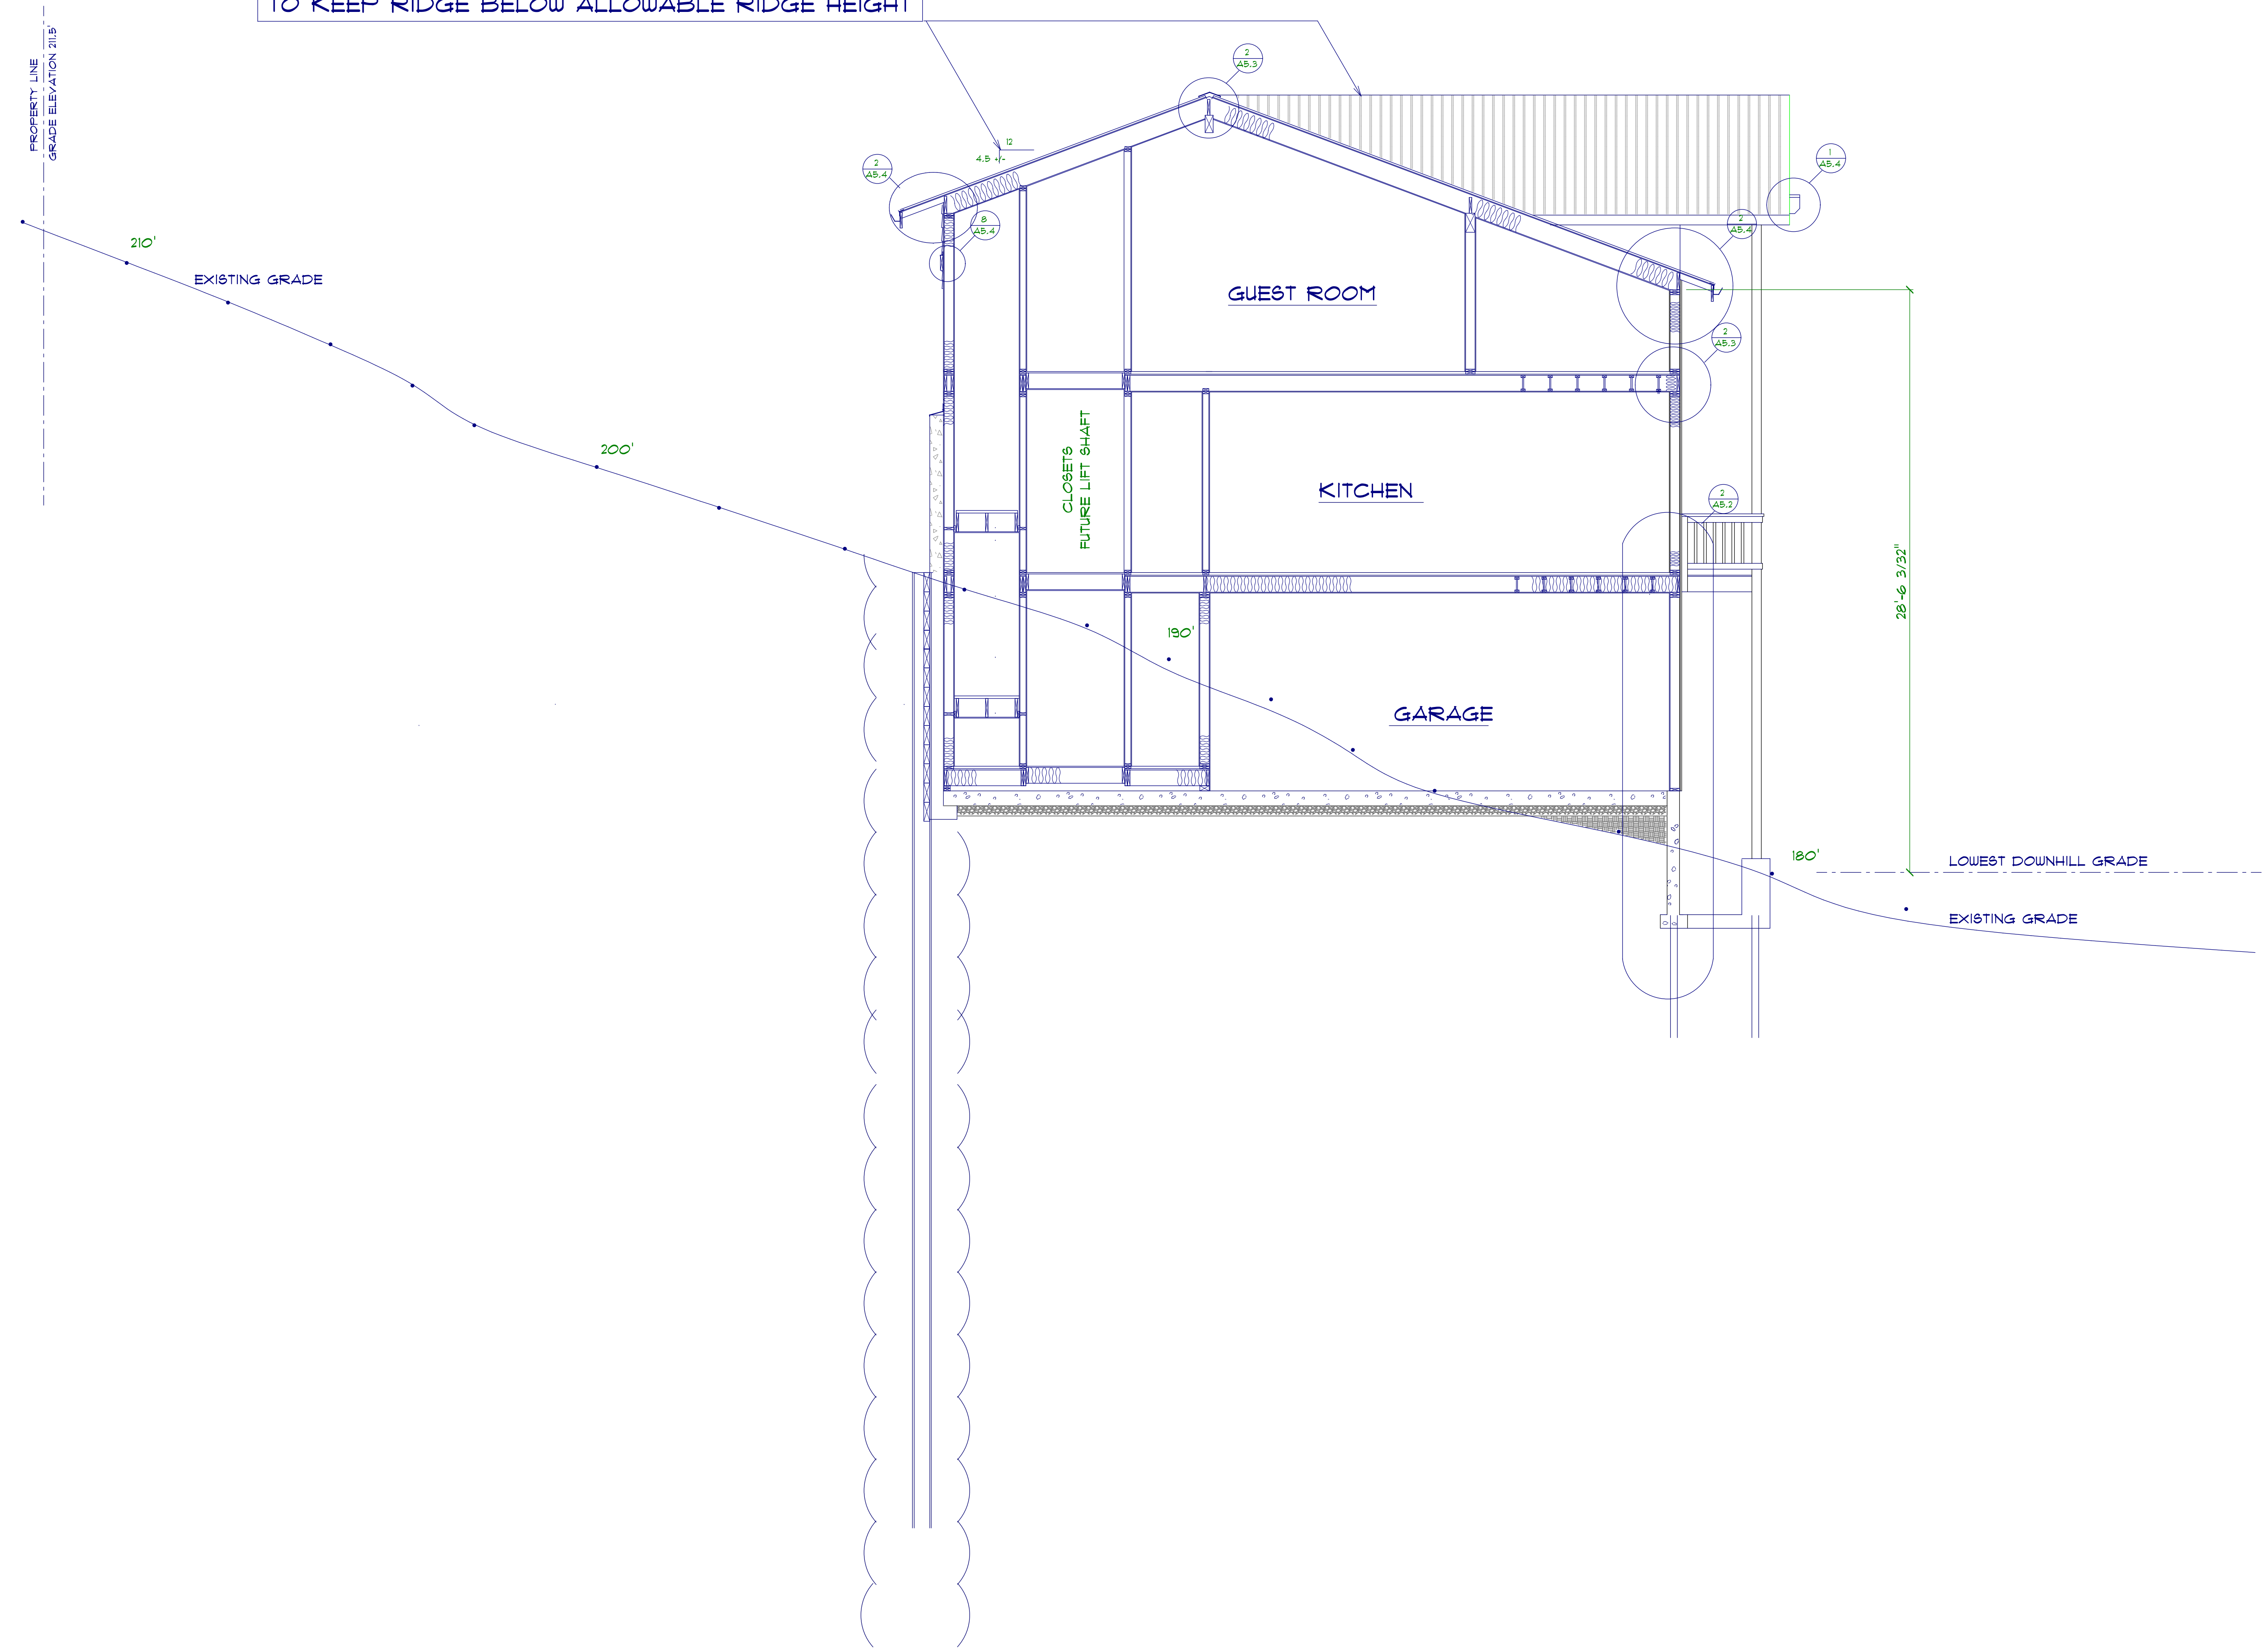 TO KEEP RIDGE BELOW ALLOWABLE RIDGE HEIGHT
PROPERTY LINE
GRADE ELEVATION 211.5'
2
A5.3
12
4.5 +/-
2
A5.4
1
A5.4
8
A5.4
2
A5.4
210'
EXISTING GRADE
GUEST ROOM
2
A5.3
200'
CLOSETS
FUTURE LIFT SHAFT
KITCHEN
2
A5.2
28'-6 3/32"
190'
GARAGE
180'
LOWEST DOWNHILL GRADE
EXISTING GRADE